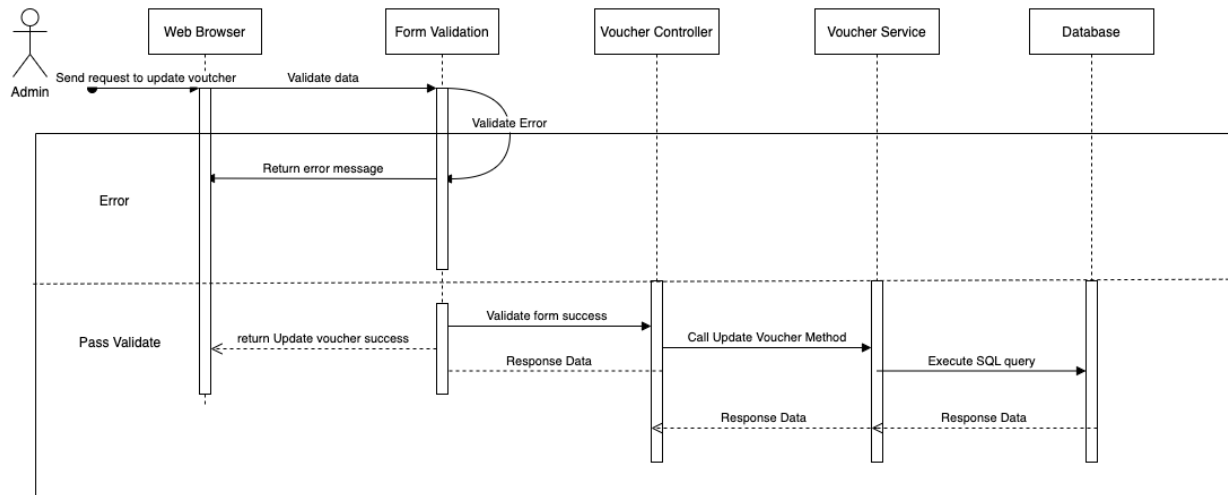 Web Browser
Form Validation
Voucher Controller
Voucher Service
Database
Admin
Send request to update voutcher
Validate data
Validate Error
Return error message
Error
Pass Validate
Validate form success
return Update voucher success
Call Update Voucher Method
Response Data
Execute SQL query
Response Data
Response Data